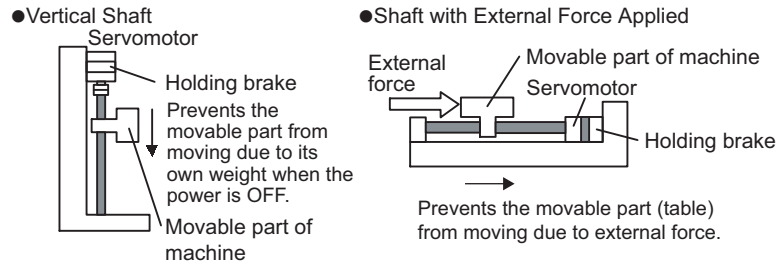 ●Vertical Shaft
Servomotor
Holding brake
Prevents the
movable part from
moving due to its
own weight when the
power is OFF.
Movable part of
machine
●Shaft with External Force Applied
External
force
Movable part of machine
Servomotor
Holding brake
Prevents the movable part (table)
from moving due to external force.